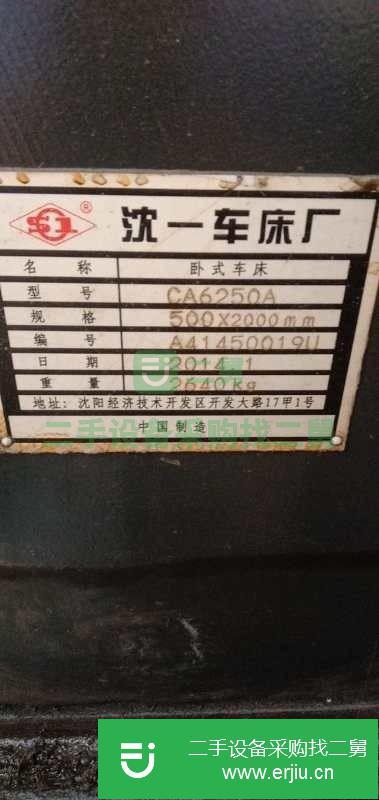 S1 ® 沈一车床厂
名 称 卧式车床
型 号 CA6250A
规 格 500X2000mm
编 号 A41450019U
日 期
重 量 2640kg
地址: 沈阳经济技术开发区开发大路17甲1号
中国制造
二手设备采购找二舅
二手设备采购找二舅
www.erjiu.cn